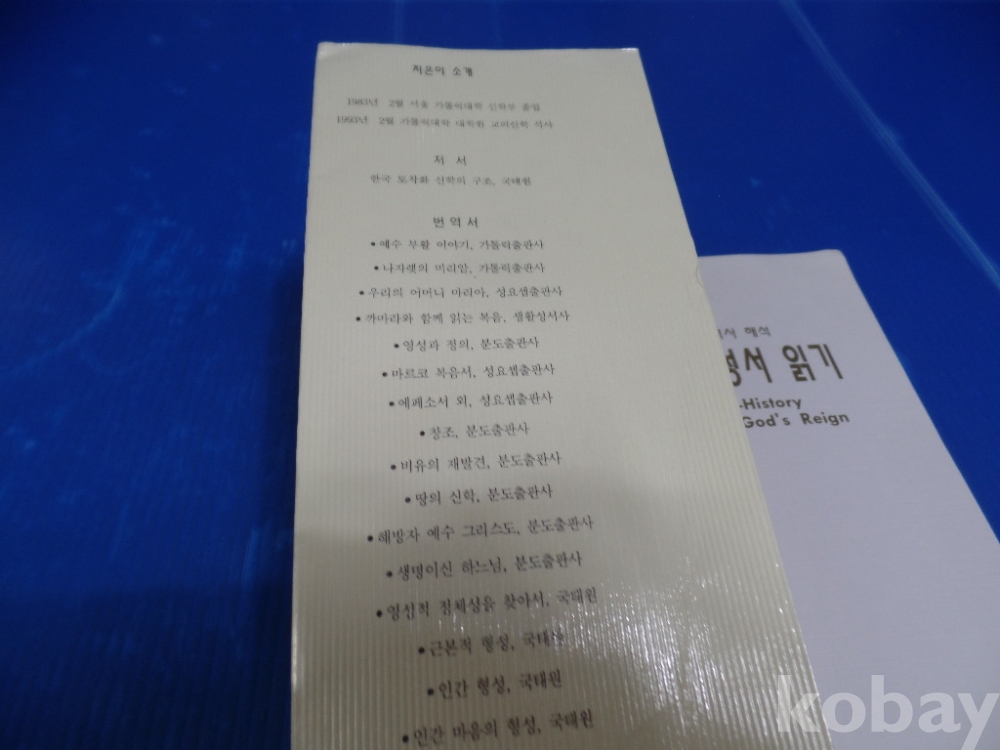 지은이 소개
1983년 2월 서울 가톨릭대학 신학부 졸업
1993년 2월 가톨릭대학 대학원 교의신학 석사
저 서
한국 토착화 신학의 구조, 국태원
번 역 서
• 예수 부활 이야기, 가톨릭출판사
• 나자렛의 미리암, 가톨릭출판사
• 우리의 어머니 마리아, 성요셉출판사
• 까마라와 함께 읽는 복음, 생활성서사
• 영성과 정의, 분도출판사
• 마르코 복음서, 성요셉출판사
• 에페소서 외, 성요셉출판사
• 창조, 분도출판사
• 비유의 재발견, 분도출판사
• 땅의 신학, 분도출판사
• 해방자 예수 그리스도, 분도출판사
• 생명이신 하느님, 분도출판사
• 영성적 정체성을 찾아서, 국태원
• 근본적 형성, 국태원
• 인간 형성, 국태원
• 인간 마음의 형성, 국태원
해석
읽기
-History
God's Reign
kobay